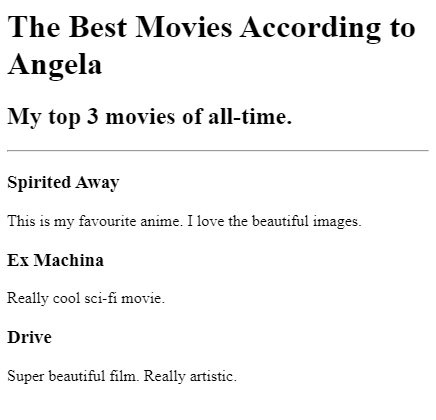 The Best Movies According to
Angela
My top 3 movies of all-time.
Spirited Away
This is my favourite anime. I love the beautiful images.
Ex Machina
Really cool sci-fi movie.
Drive
Super beautiful film. Really artistic.